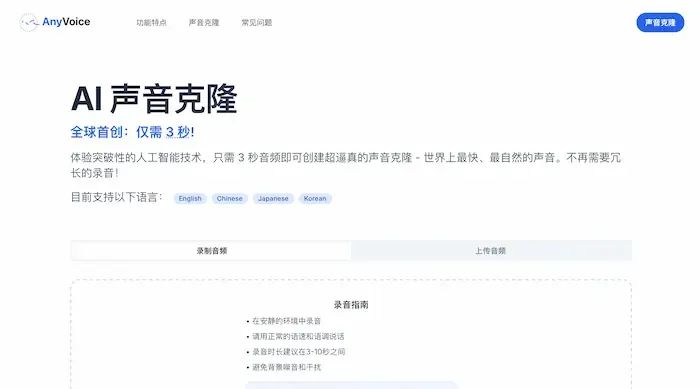 AnyVoice 功能特点 声音克隆 常见问题 声音克隆
AI 声音克隆
全球首创：仅需 3 秒!
体验突破性的人工智能技术，只需 3 秒音频即可创建超逼真的声音克隆 - 世界上最快、最自然的声音。不再需要冗
长的录音！
目前支持以下语言： English Chinese Japanese Korean
录制音频 上传音频
录音指南
• 在安静的环境中录音
• 请用正常的语速和语调说话
• 录音时长建议在3-10秒之间
• 避免背景噪音和干扰